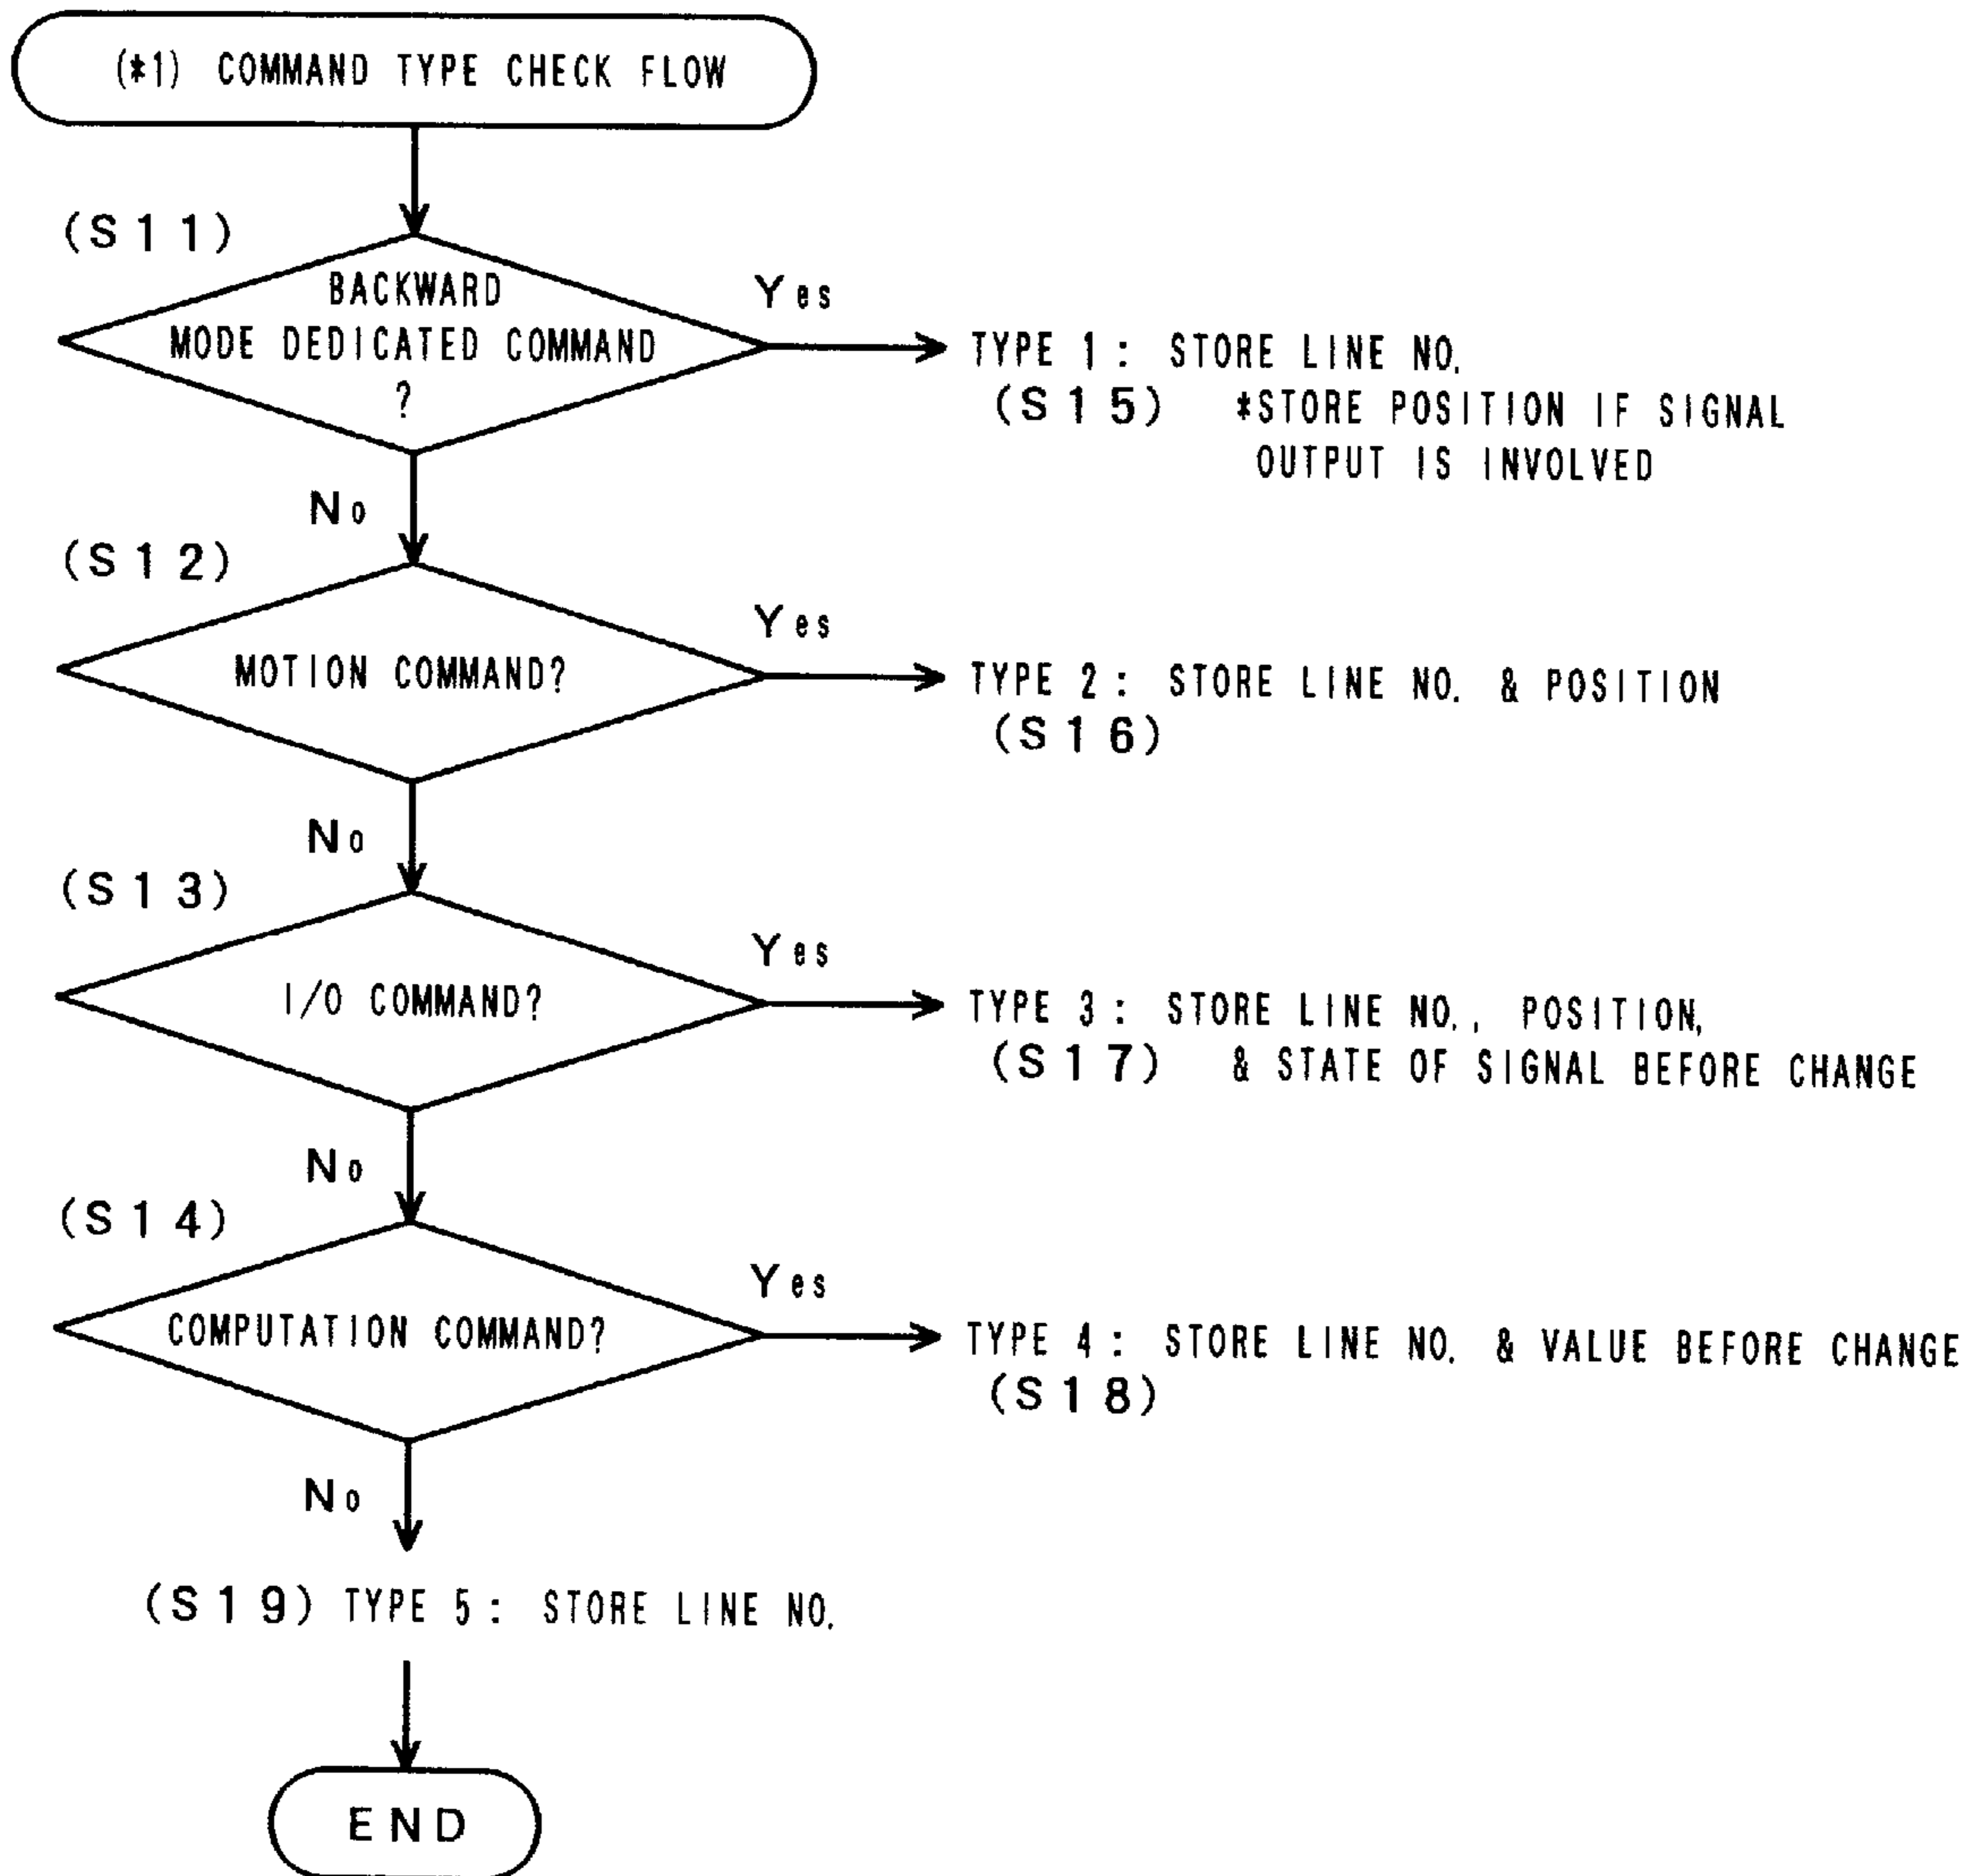 (*1) COMMAND TYPE CHECK FLOW
(S11)
BACKWARD
MODE DEDICATED COMMAND
?
Yes
TYPE 1: STORE LINE NO.
(S15) *STORE POSITION IF SIGNAL
OUTPUT IS INVOLVED
No
(S12)
MOTION COMMAND?
Yes
TYPE 2: STORE LINE NO. & POSITION
(S16)
No
(S13)
I/O COMMAND?
Yes
TYPE 3: STORE LINE NO., POSITION,
(S17) & STATE OF SIGNAL BEFORE CHANGE
No
(S14)
COMPUTATION COMMAND?
Yes
TYPE 4: STORE LINE NO. & VALUE BEFORE CHANGE
(S18)
No
(S19) TYPE 5: STORE LINE NO.
END